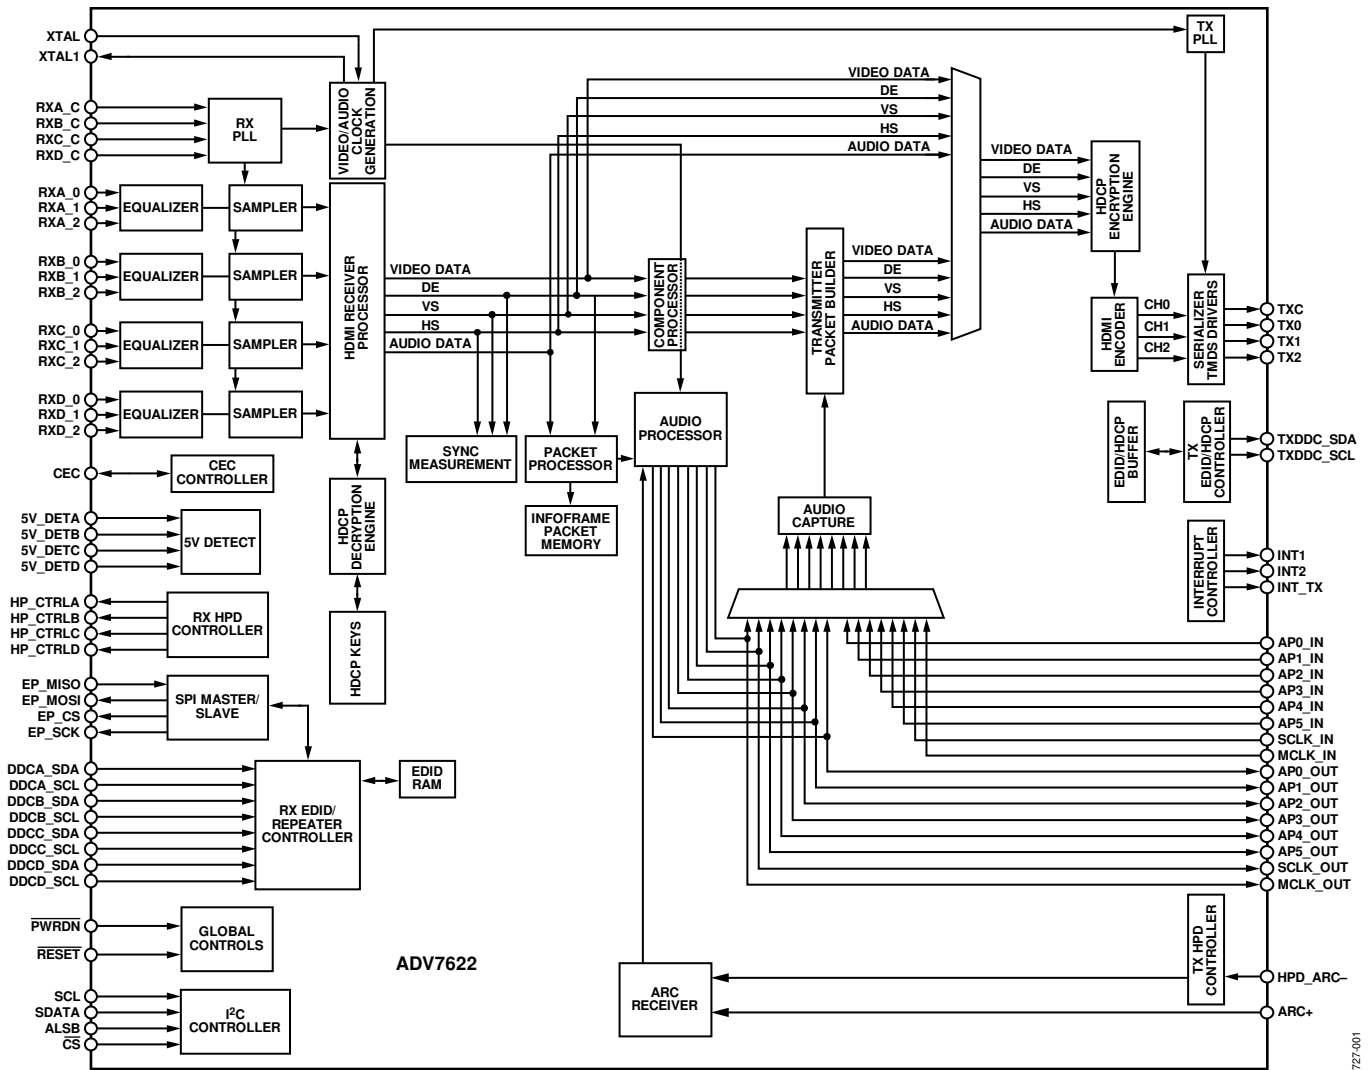 XTAL
XTAL1
RXA_C
RXB_C
RXC_C
RXD_C
RX
PLL
VIDEO/AUDIO
CLOCK
GENERATION
TX
PLL
RXA_0
RXA_1
RXA_2
EQUALIZER
SAMPLER
RXB_0
RXB_1
RXB_2
EQUALIZER
SAMPLER
RXC_0
RXC_1
RXC_2
EQUALIZER
SAMPLER
RXD_0
RXD_1
RXD_2
EQUALIZER
SAMPLER
HDMI RECEIVER
PROCESSOR
VIDEO DATA
DE
VS
HS
AUDIO DATA
VIDEO DATA
DE
VS
HS
AUDIO DATA
COMPONENT
PROCESSOR
TRANSMITTER
PACKET BUILDER
VIDEO DATA
DE
VS
HS
AUDIO DATA
VIDEO DATA
DE
VS
HS
AUDIO DATA
HDCP
ENCRYPTION
ENGINE
HDMI
ENCODER
CH0
CH1
CH2
SERIALIZER
TMDS DRIVERS
TXC
TX0
TX1
TX2
CEC
CEC
CONTROLLER
5V_DETA
5V_DETB
5V_DETC
5V_DETD
5V DETECT
HP_CTRLA
HP_CTRLB
HP_CTRLC
HP_CTRLD
RX HPD
CONTROLLER
EP_MISO
EP_MOSI
EP_CS
EP_SCK
SPI MASTER/
SLAVE
DDCA_SDA
DDCA_SCL
DDCB_SDA
DDCB_SCL
DDCC_SDA
DDCC_SCL
DDCD_SDA
DDCD_SCL
RX EDID/
REPEATER
CONTROLLER
EDID
RAM
PWRDN
RESET
GLOBAL
CONTROLS
SCL
SDATA
ALSB
CS
I2C
CONTROLLER
HDCP
DECRYPTION
ENGINE
HDCP KEYS
SYNC
MEASUREMENT
PACKET
PROCESSOR
INFOFRAME
PACKET
MEMORY
AUDIO
PROCESSOR
AUDIO
CAPTURE
ADV7622
ARC
RECEIVER
EDID/HDCP
BUFFER
TX
EDID/HDCP
CONTROLLER
TXDDC_SDA
TXDDC_SCL
INTERRUPT
CONTROLLER
INT1
INT2
INT_TX
AP0_IN
AP1_IN
AP2_IN
AP3_IN
AP4_IN
AP5_IN
SCLK_IN
MCLK_IN
AP0_OUT
AP1_OUT
AP2_OUT
AP3_OUT
AP4_OUT
AP5_OUT
SCLK_OUT
MCLK_OUT
TX HPD
CONTROLLER
HPD_ARC–
ARC+
727-001